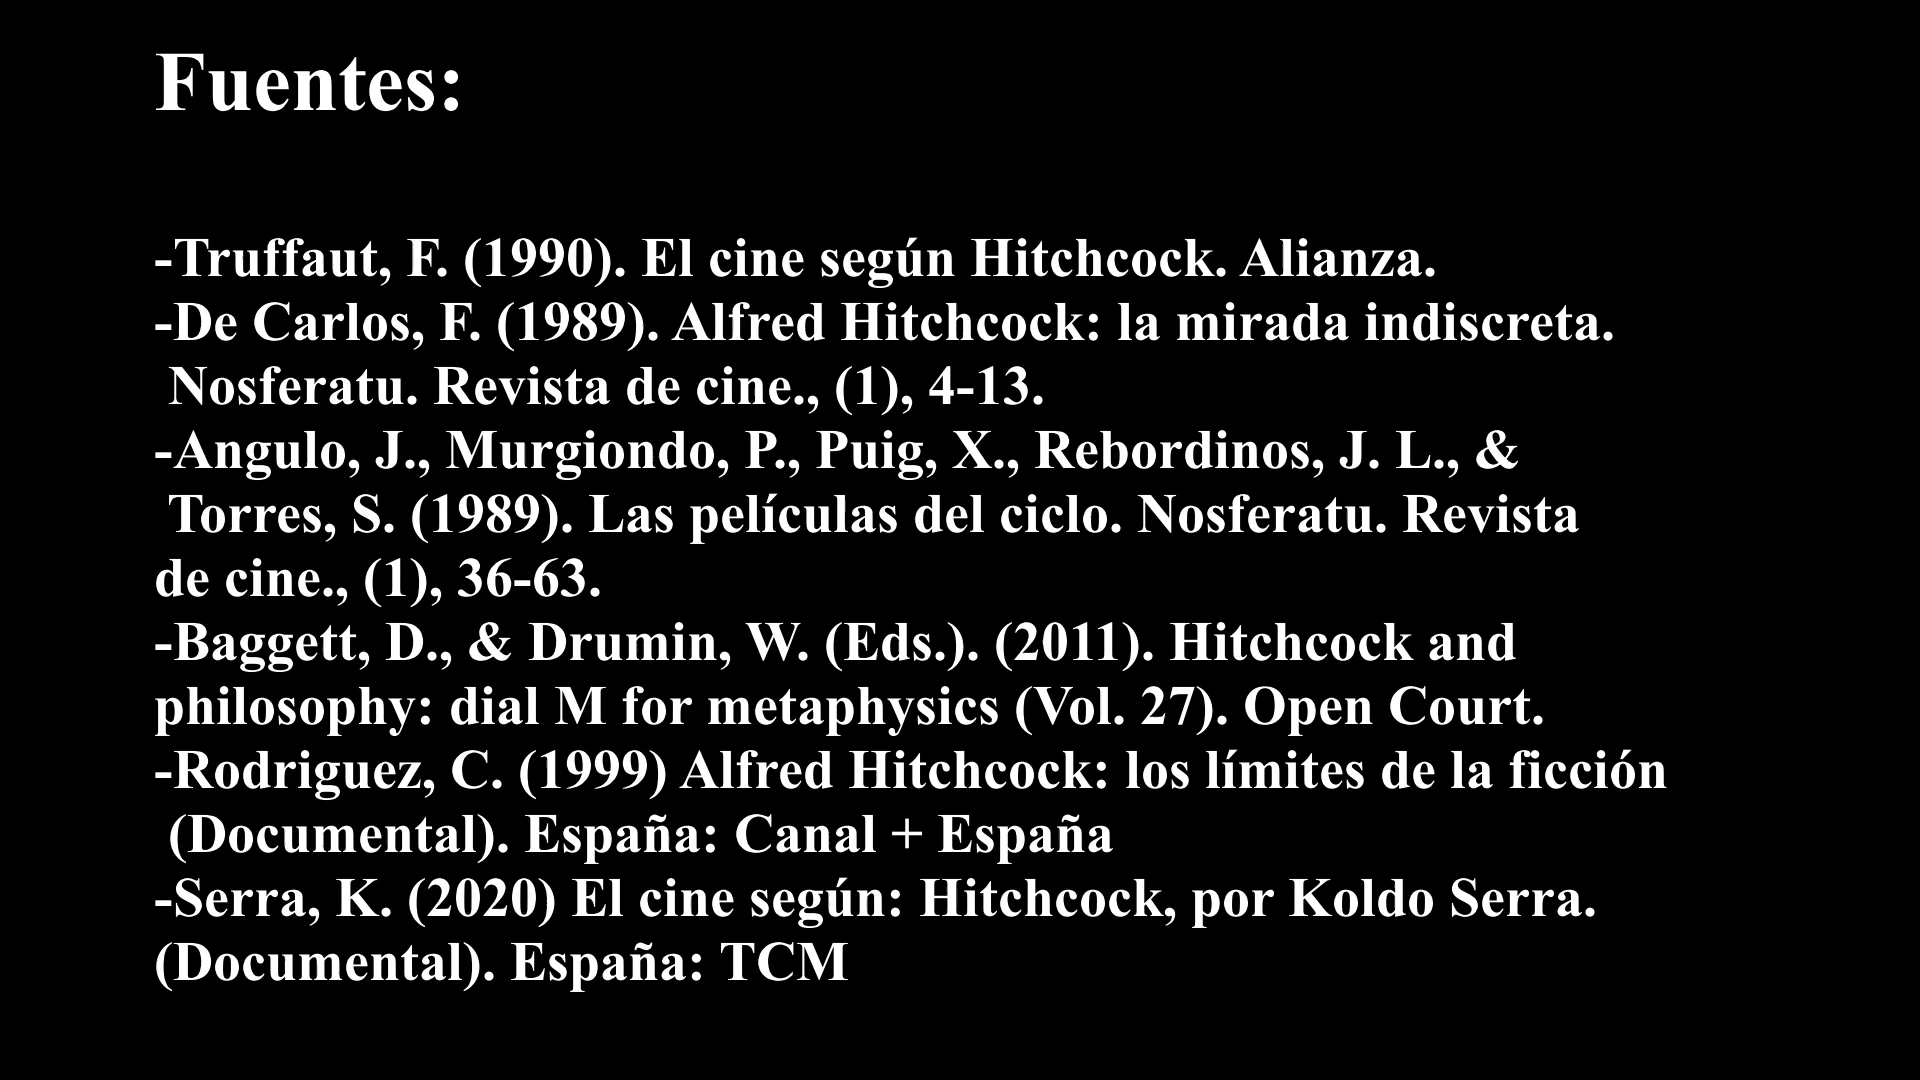 Fuentes:
-Truffaut, F. (1990). El cine según Hitchcock. Alianza.
-De Carlos, F. (1989). Alfred Hitchcock: la mirada indiscreta.
Nosferatu. Revista de cine., (1), 4-13.
-Angulo, J., Murgiondo, P., Puig, X., Rebordinos, J. L., &
Torres, S. (1989). Las películas del ciclo. Nosferatu. Revista
de cine., (1), 36-63.
-Baggett, D., & Drumin, W. (Eds.). (2011). Hitchcock and
philosophy: dial M for metaphysics (Vol. 27). Open Court.
-Rodriguez, C. (1999) Alfred Hitchcock: los límites de la ficción
(Documental). España: Canal + España
-Serra, K. (2020) El cine según: Hitchcock, por Koldo Serra.
(Documental). España: TCM